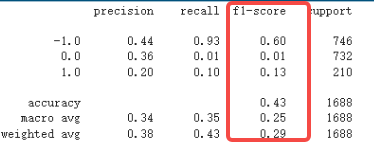 precision recall f1-score support
-1.0 0.44 0.93 0.60 746
0.0 0.36 0.01 0.01 732
1.0 0.20 0.10 0.13 210
accuracy 0.43 1688
macro avg 0.34 0.35 0.25 1688
weighted avg 0.38 0.43 0.29 1688